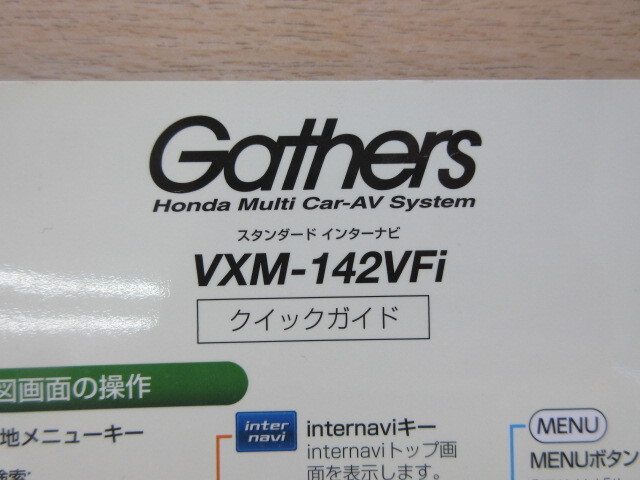 Gathers
Honda Multi Car-AV System
スタンダード インターナビ
VXM-142VFi
クイックガイド
図画面の操作
地メニューキー
検索
inter navi
internaviキー
internaviトップ画
面を表示します。
MENU
MENUボタン